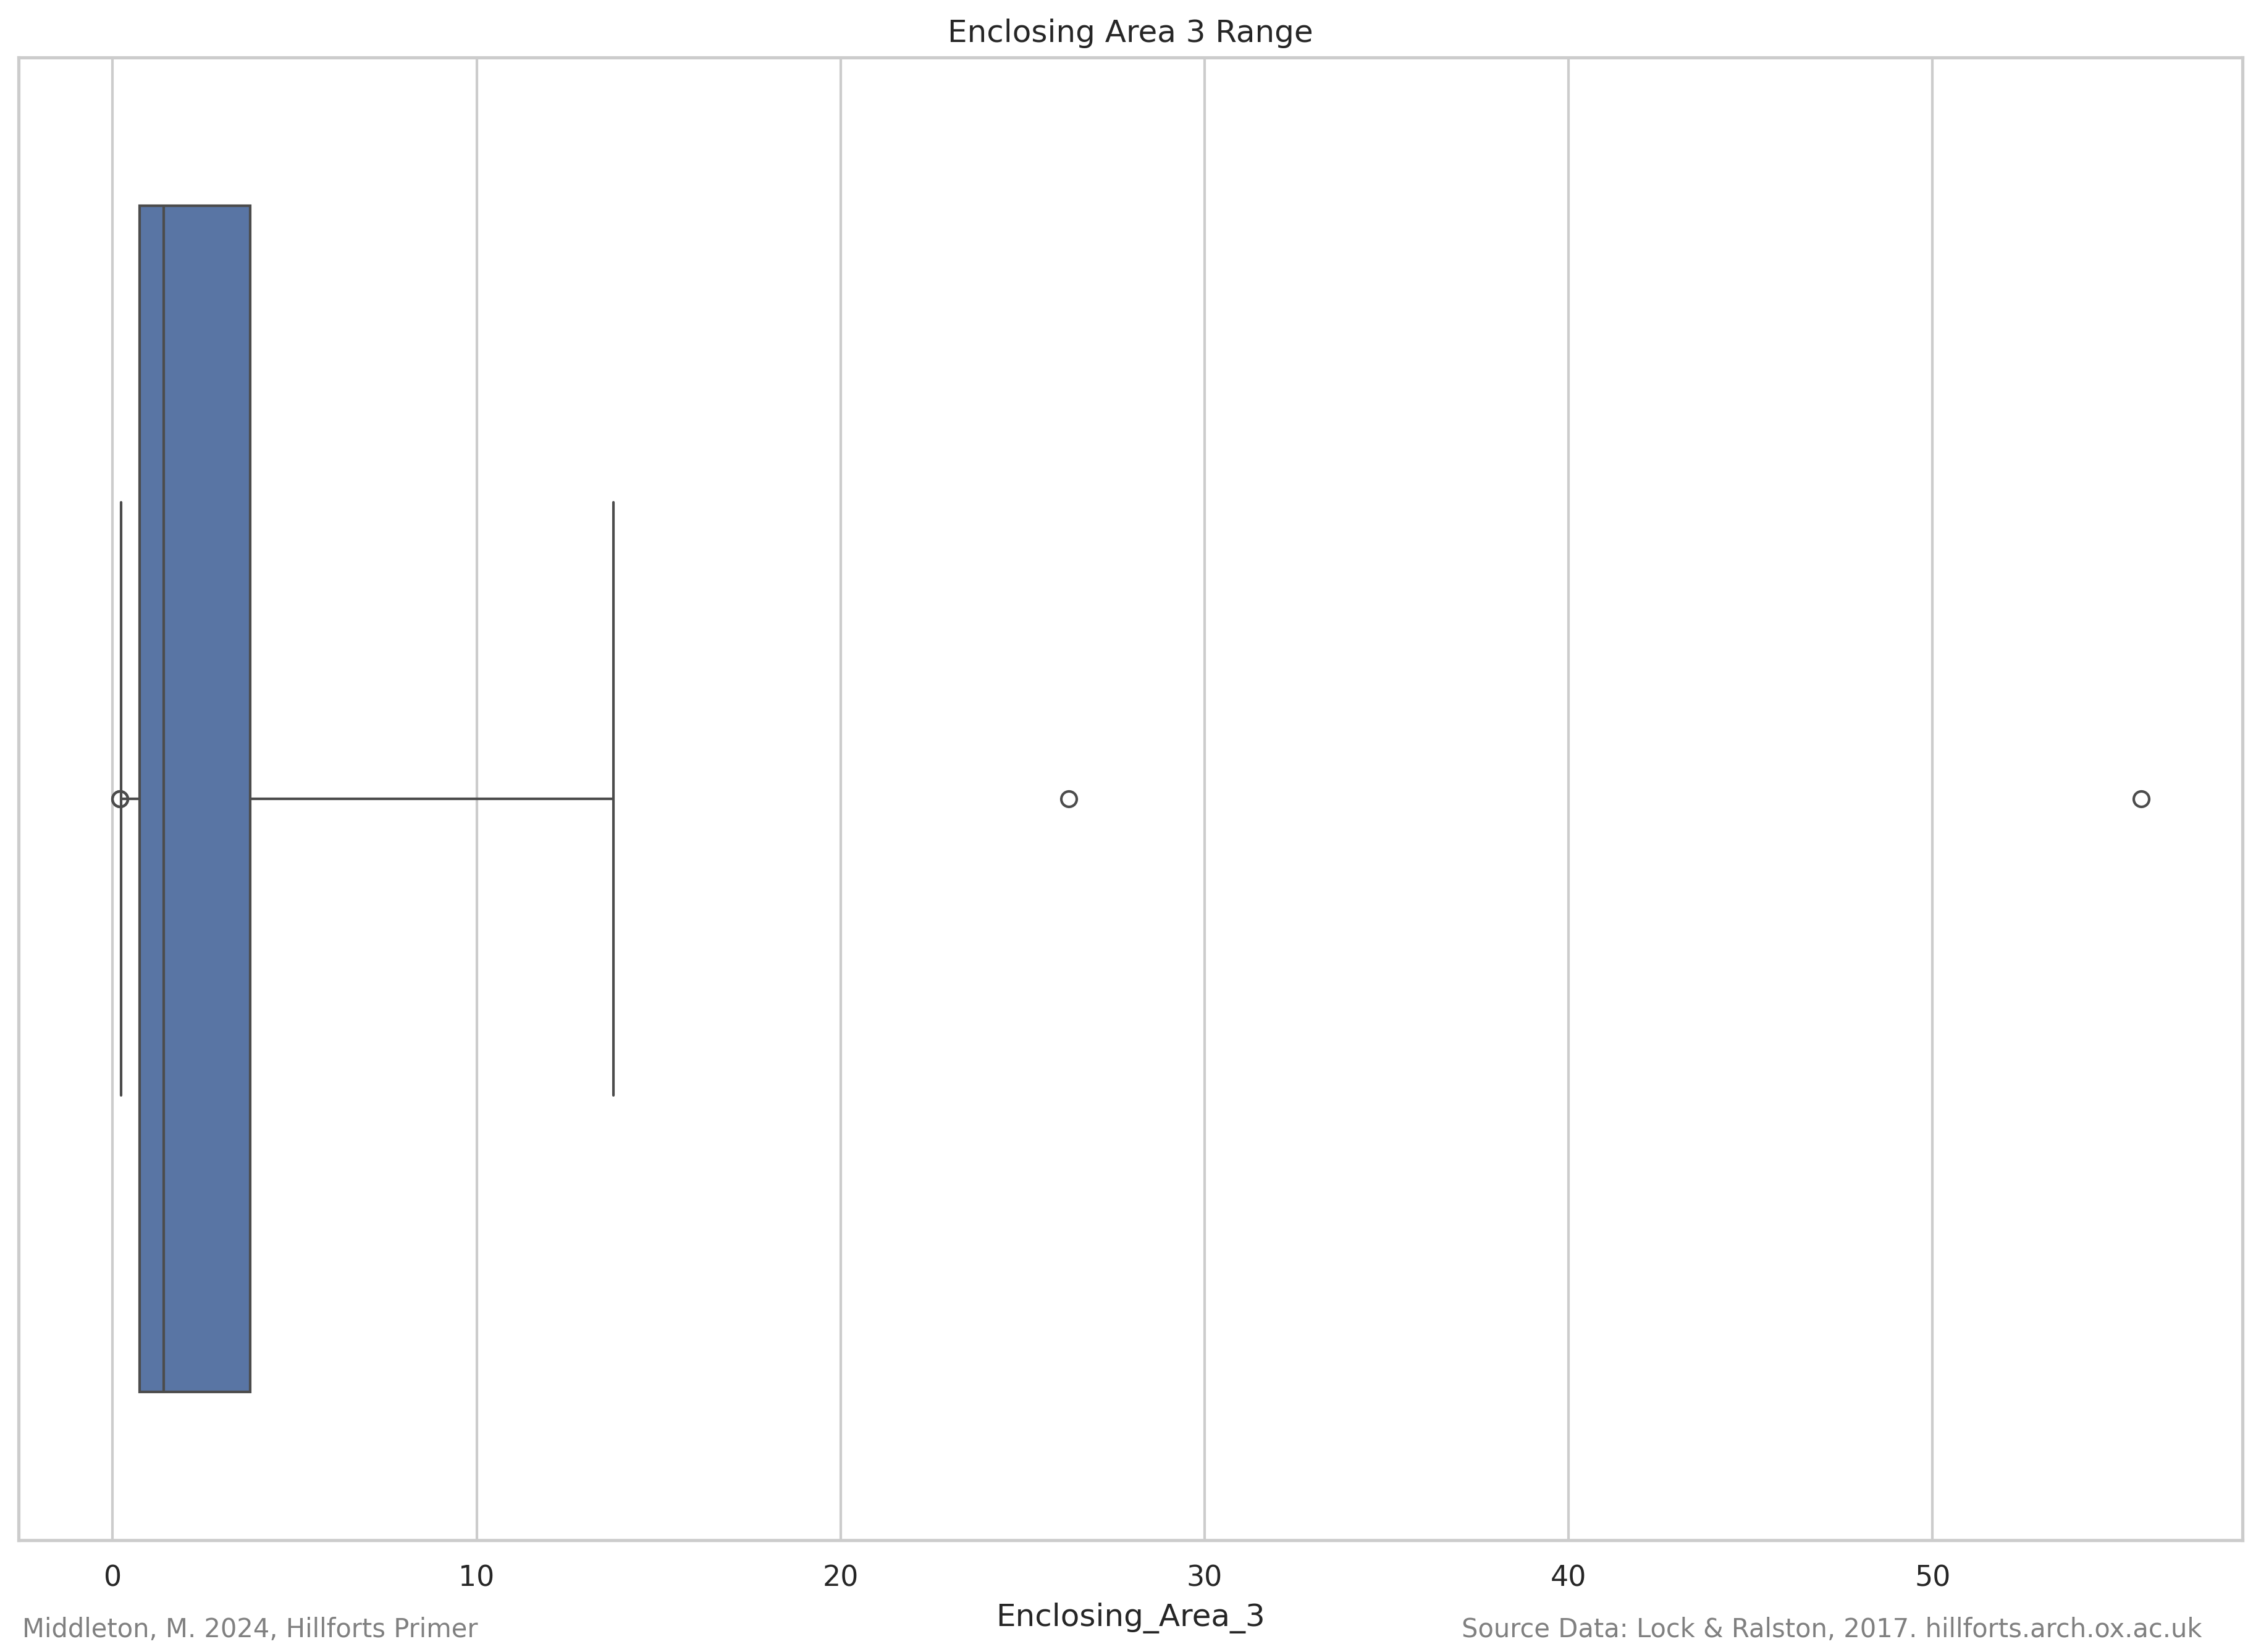 Enclosing Area 3 Range
0 10 20 30 40 50
Enclosing_Area_3
Middleton, M. 2024, Hillforts Primer
Source Data: Lock & Ralston, 2017. hillforts.arch.ox.ac.uk